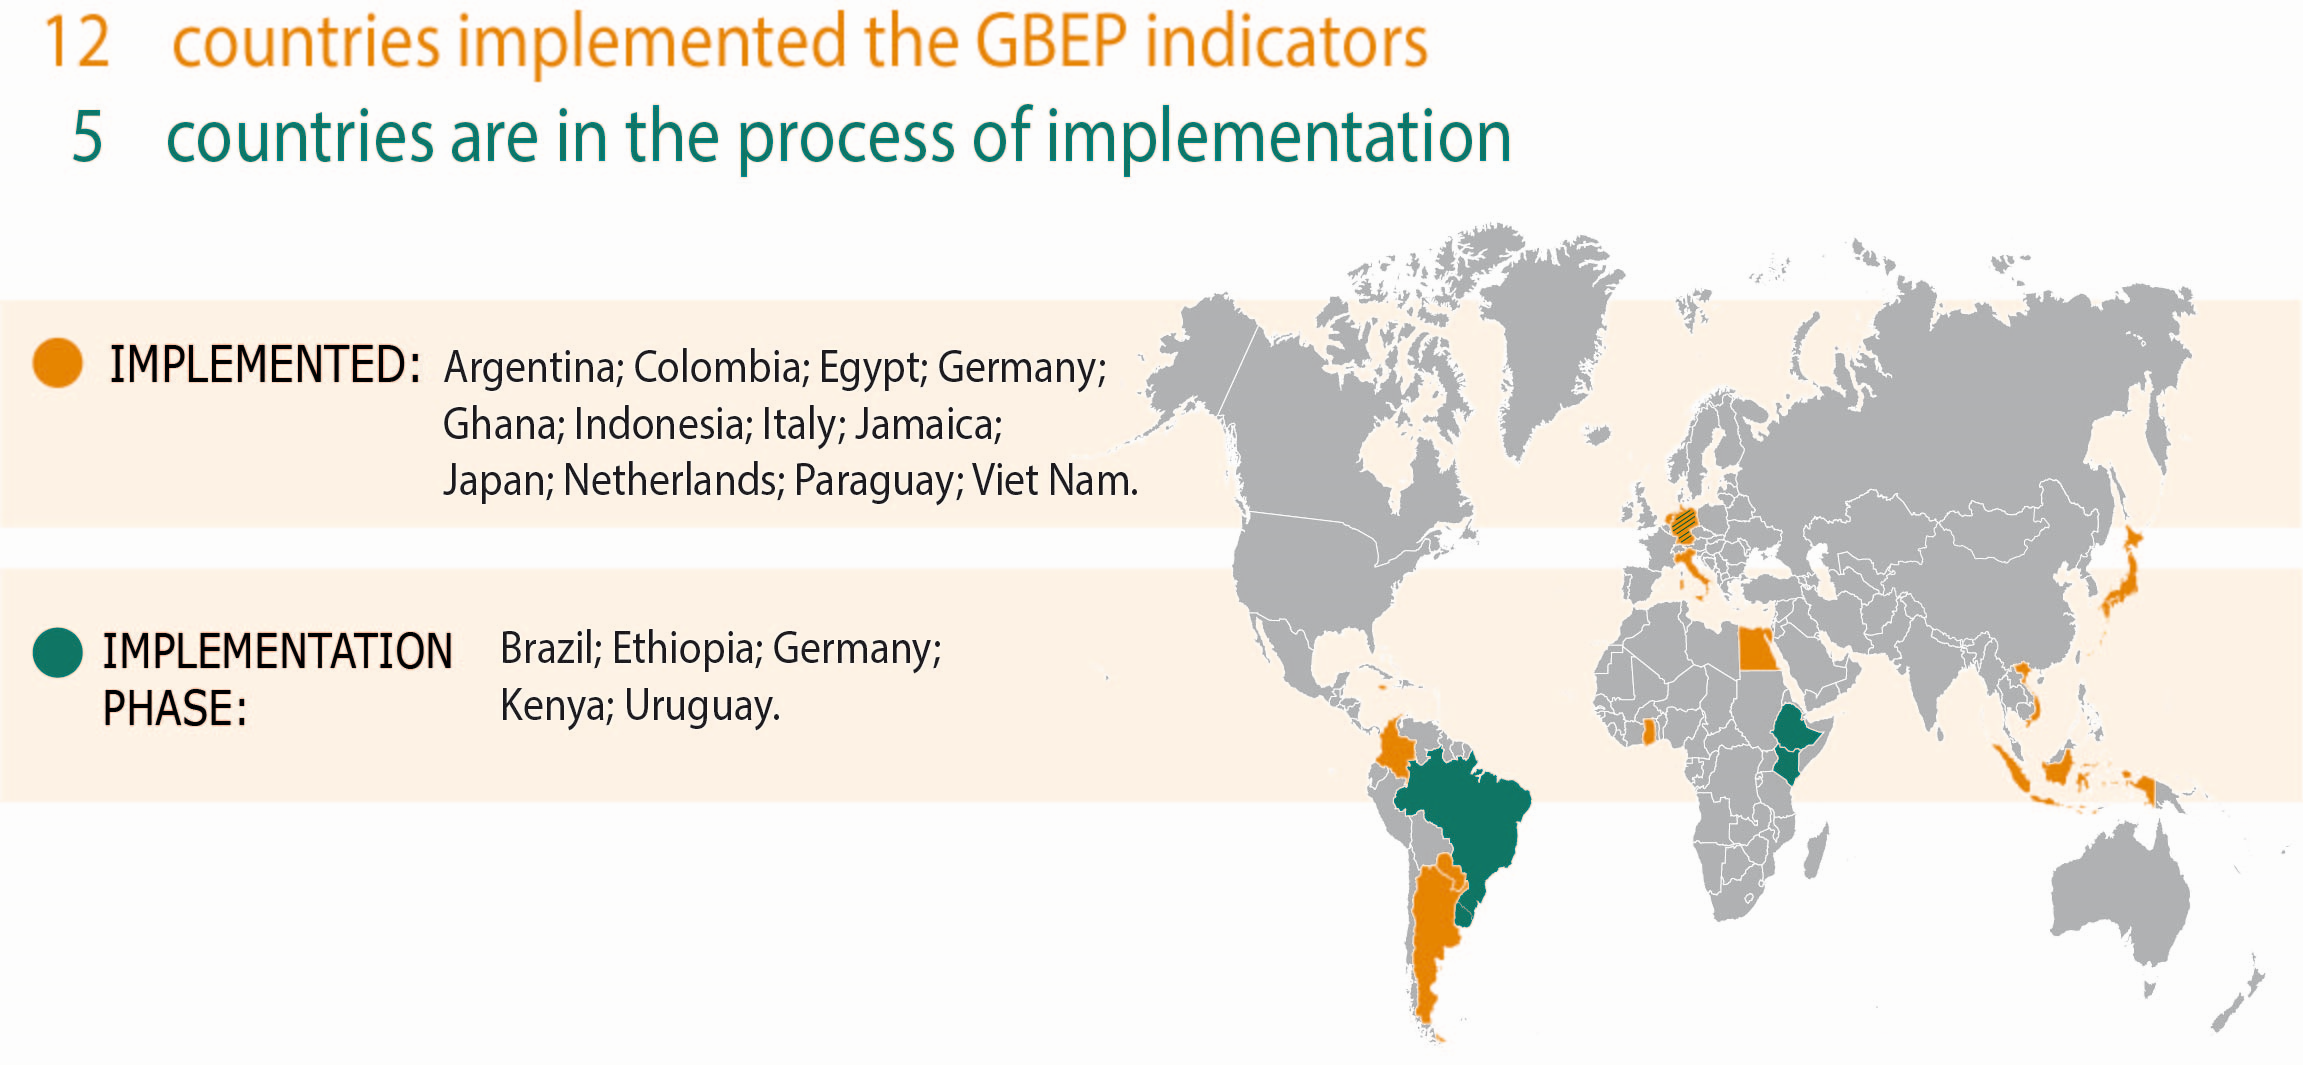 12 countries implemented the GBEP indicators
5 countries are in the process of implementation
IMPLEMENTED: Argentina; Colombia; Egypt; Germany;
Ghana; Indonesia; Italy; Jamaica;
Japan; Netherlands; Paraguay; Viet Nam.
IMPLEMENTATION
PHASE:
Brazil; Ethiopia; Germany;
Kenya; Uruguay.